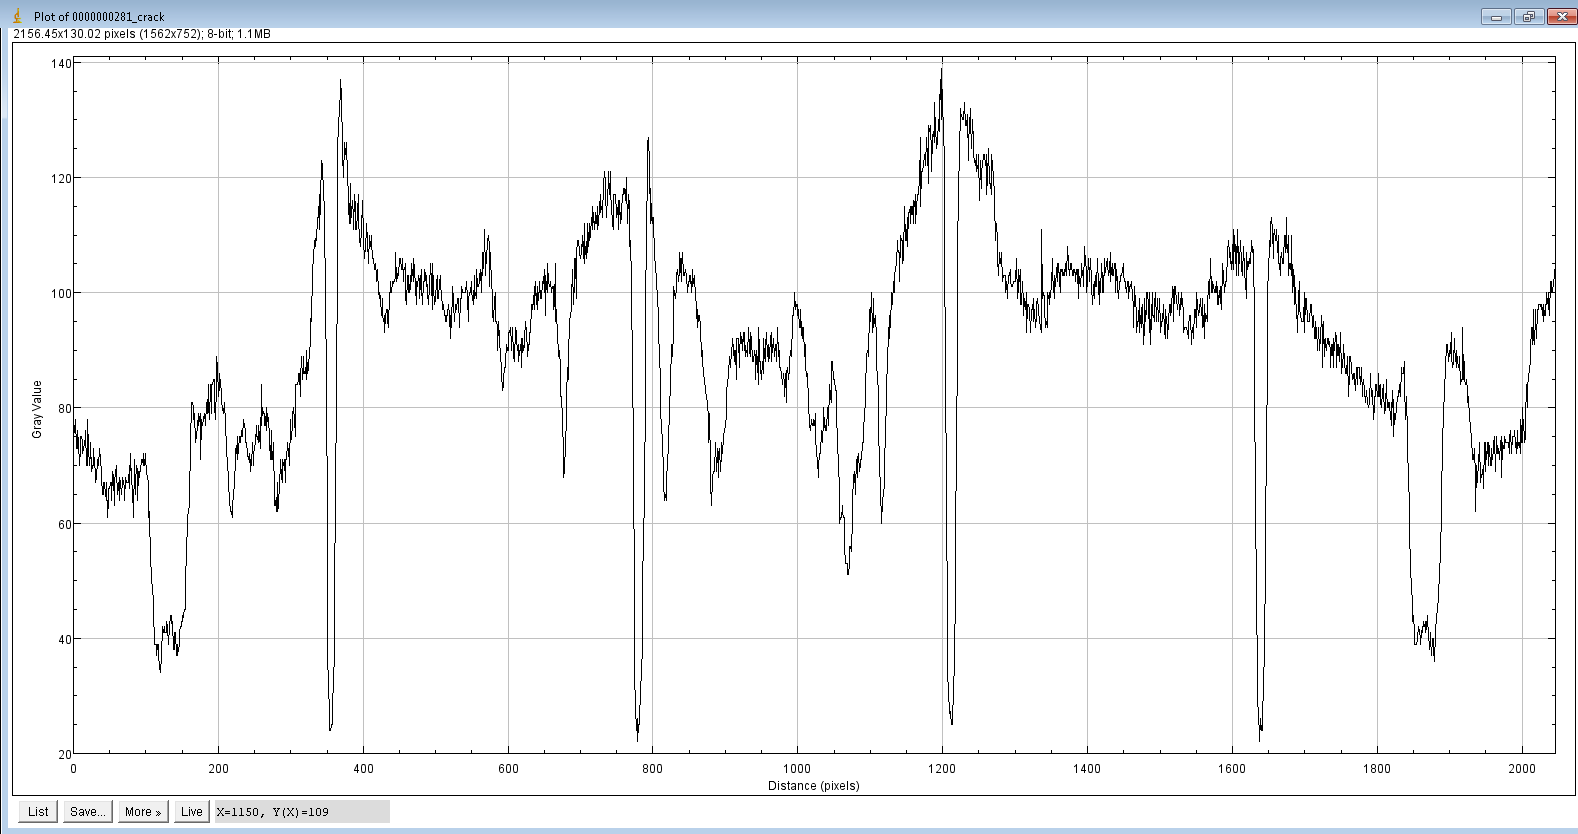 Plot of 0000000281_crack
2156.45x130.02 pixels (1562x752); 8-bit; 1.1MB
140
120
100
80
60
40
20
Gray Value
0 200 400 600 800 1000 1200 1400 1600 1800 2000
Distance (pixels)
List Save... More » Live X=1150, Y(X)=109